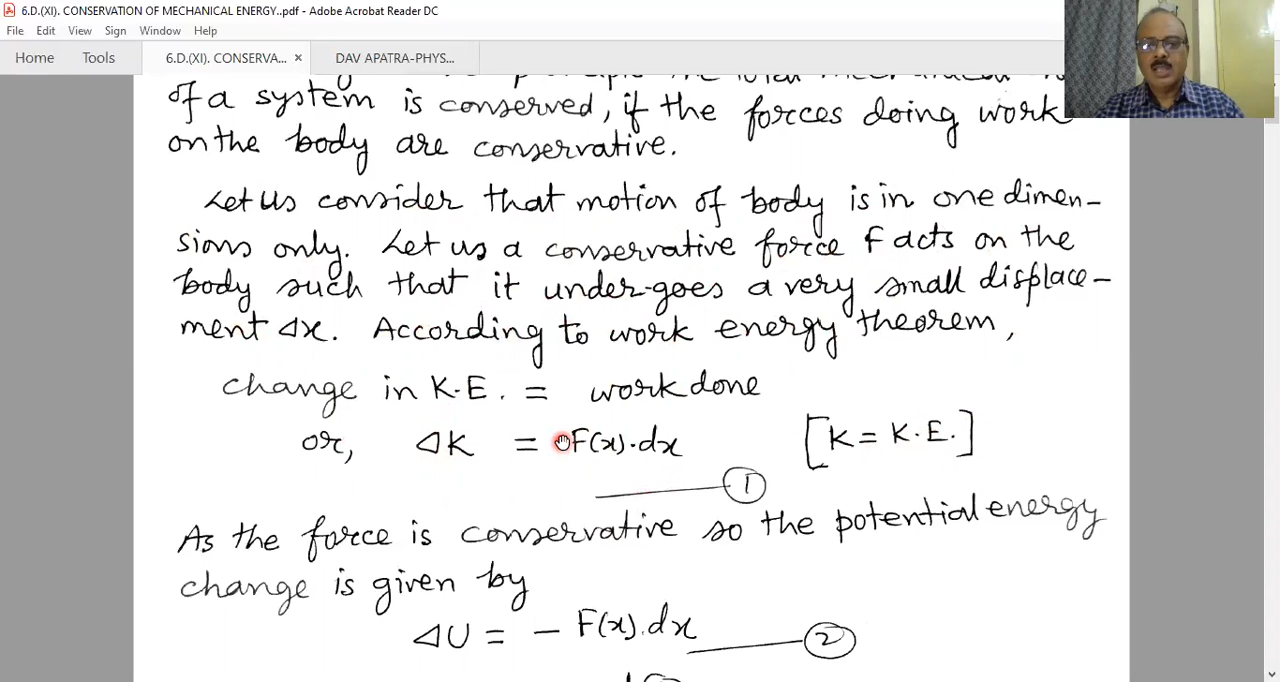 6.D.(XI). CONSERVATION OF MECHANICAL ENERGY..pdf - Adobe Acrobat Reader DC
File Edit View Sign Window Help
Home Tools 6.D.(XI). CONSERVA... × DAV APATRA-PHYS...
of a system is conserved, if the forces doing work
on the body are conservative.
Let us consider that motion of body is in one dimen-
sions only. Let us a conservative force F acts on the
body such that it under-goes a very small displace-
ment Δx. According to work energy theorem,
change in K.E. = work done
or, ΔK = F(x).dx [K = K.E.]
1
As the force is conservative so the potential energy
change is given by
ΔU = - F(x).dx
2